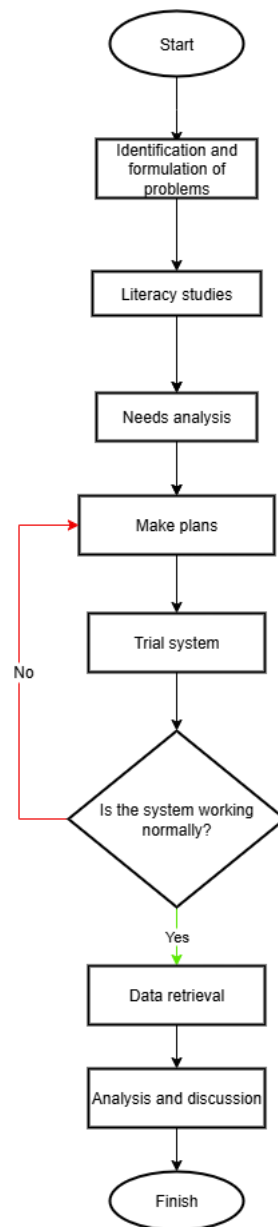 Start
Identification and
formulation of
problems
Literacy studies
Needs analysis
Make plans
Trial system
No
Is the system working
normally?
Yes
Data retrieval
Analysis and discussion
Finish